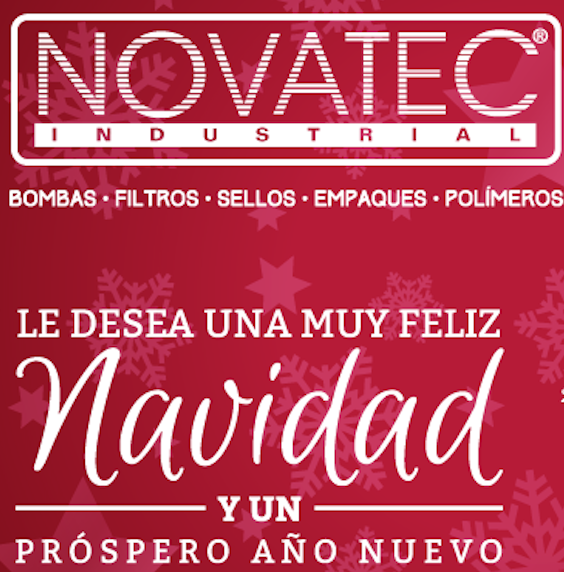 NOVATEC®
INDUSTRIAL
BOMBAS · FILTROS · SELLOS · EMPAQUES · POLÍMEROS
LE DESEA UNA MUY FELIZ
Navidad
Y UN
PRÓSPERO AÑO NUEVO